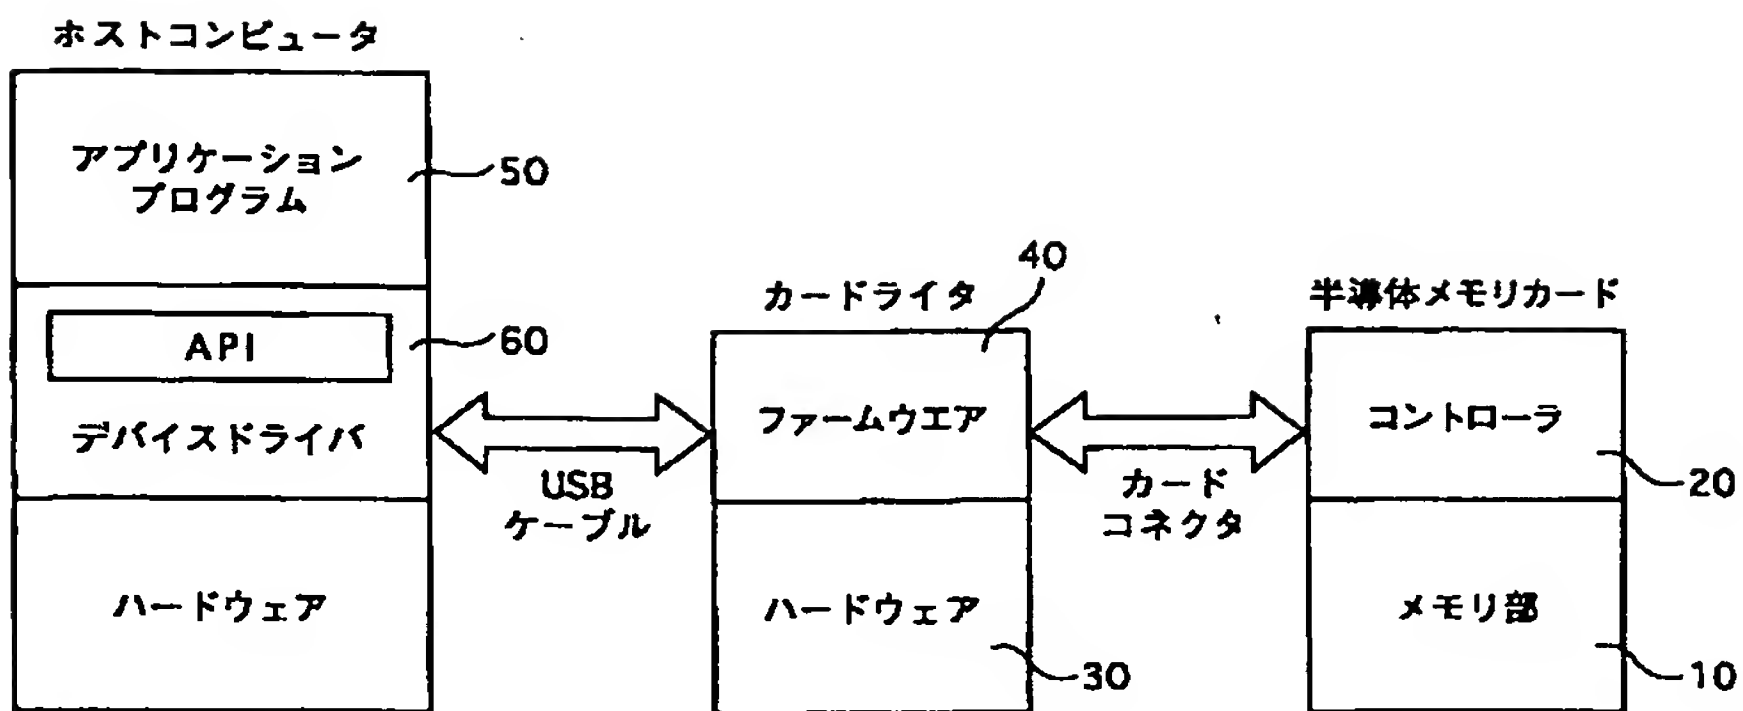 ホストコンピュータ
アプリケーション
プログラム
50
API
60
デバイスドライバ
ハードウェア
USB
ケーブル
カードライタ
40
ファームウエア
ハードウェア
30
カード
コネクタ
半導体メモリカード
コントローラ
20
メモリ部
10